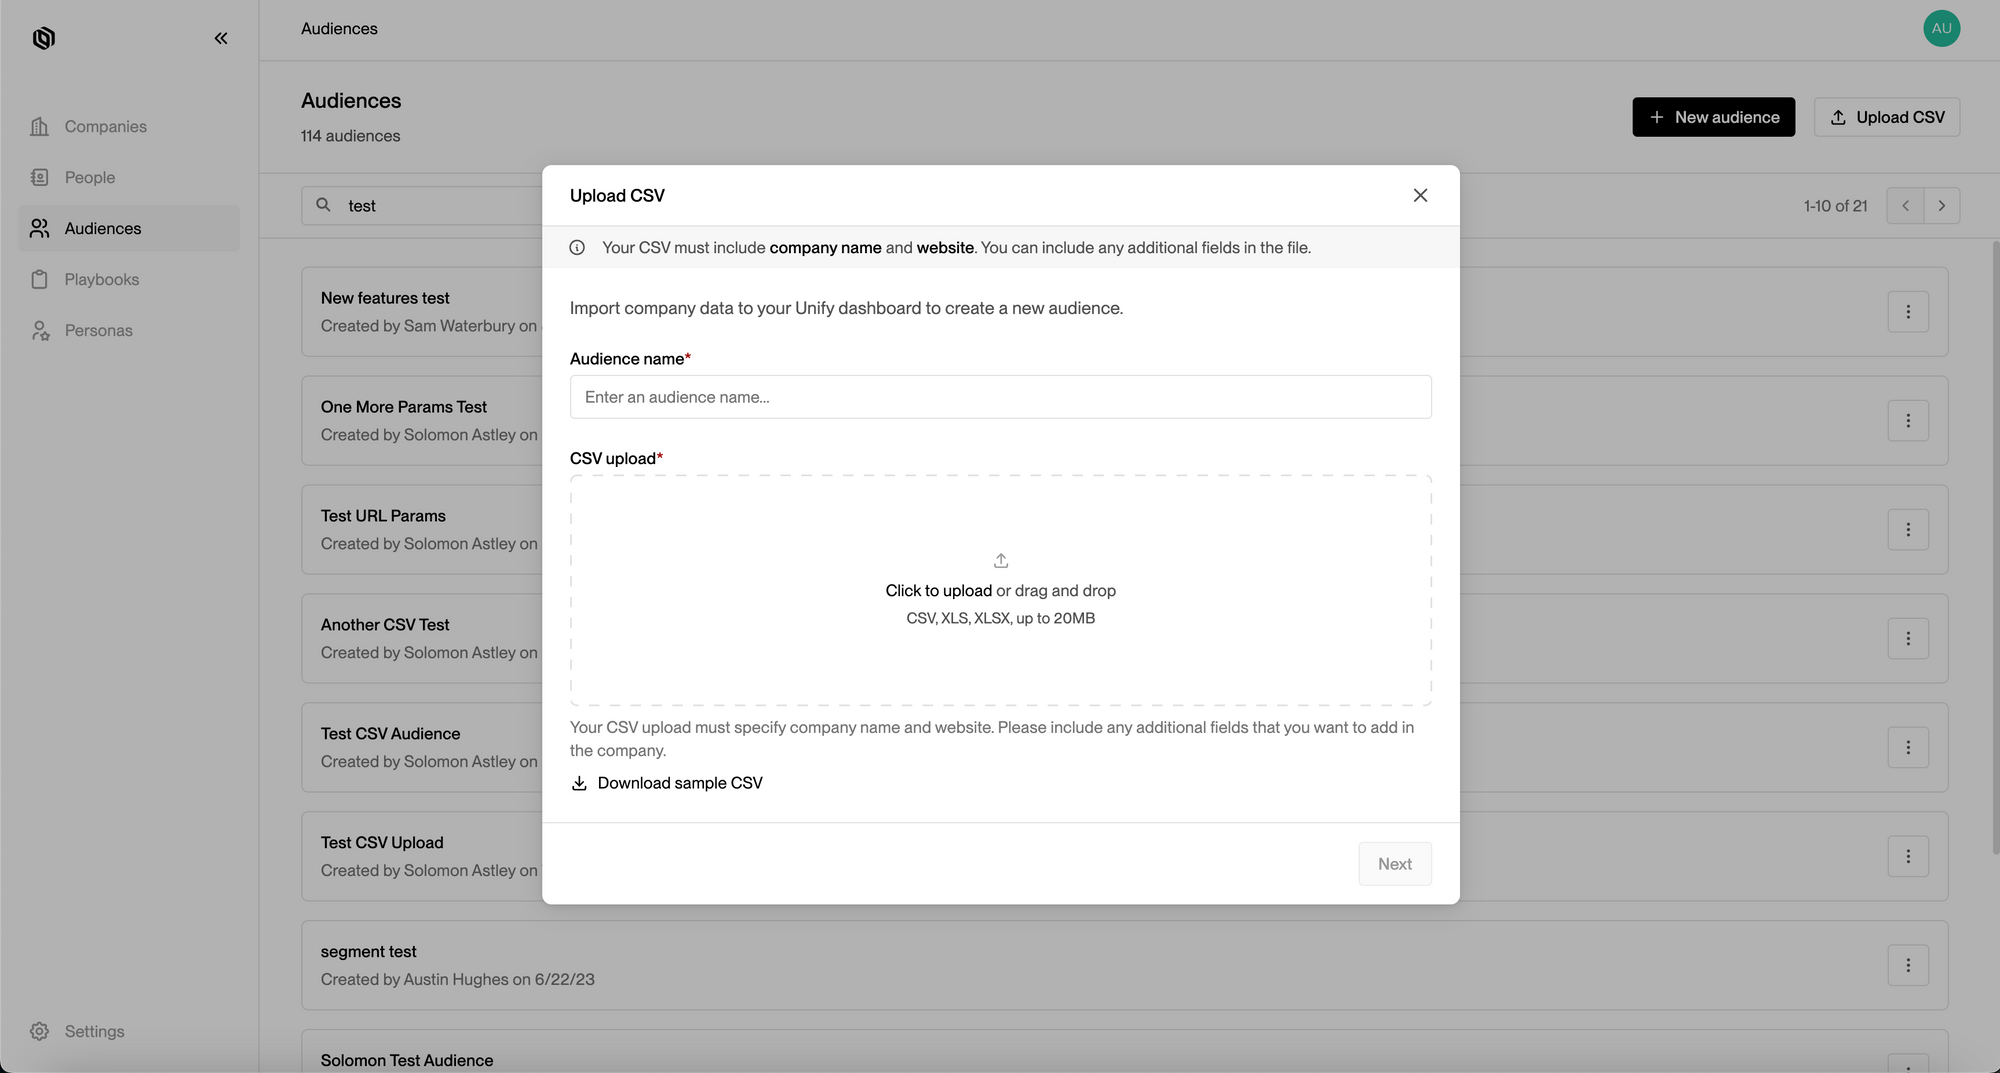 Audiences
AU
Companies
People
Audiences
Playbooks
Personas
Settings
Audiences
114 audiences
New audience
Upload CSV
test
1-10 of 21
New features test
Created by Sam Waterbury on
One More Params Test
Created by Solomon Astley on
Test URL Params
Created by Solomon Astley on
Another CSV Test
Created by Solomon Astley on
Test CSV Audience
Created by Solomon Astley on
Test CSV Upload
Created by Solomon Astley on
segment test
Created by Austin Hughes on 6/22/23
Solomon Test Audience
Upload CSV
Your CSV must include company name and website. You can include any additional fields in the file.
Import company data to your Unify dashboard to create a new audience.
Audience name*
Enter an audience name...
CSV upload*
Click to upload or drag and drop
CSV, XLS, XLSX, up to 20MB
Your CSV upload must specify company name and website. Please include any additional fields that you want to add in
the company.
Download sample CSV
Next